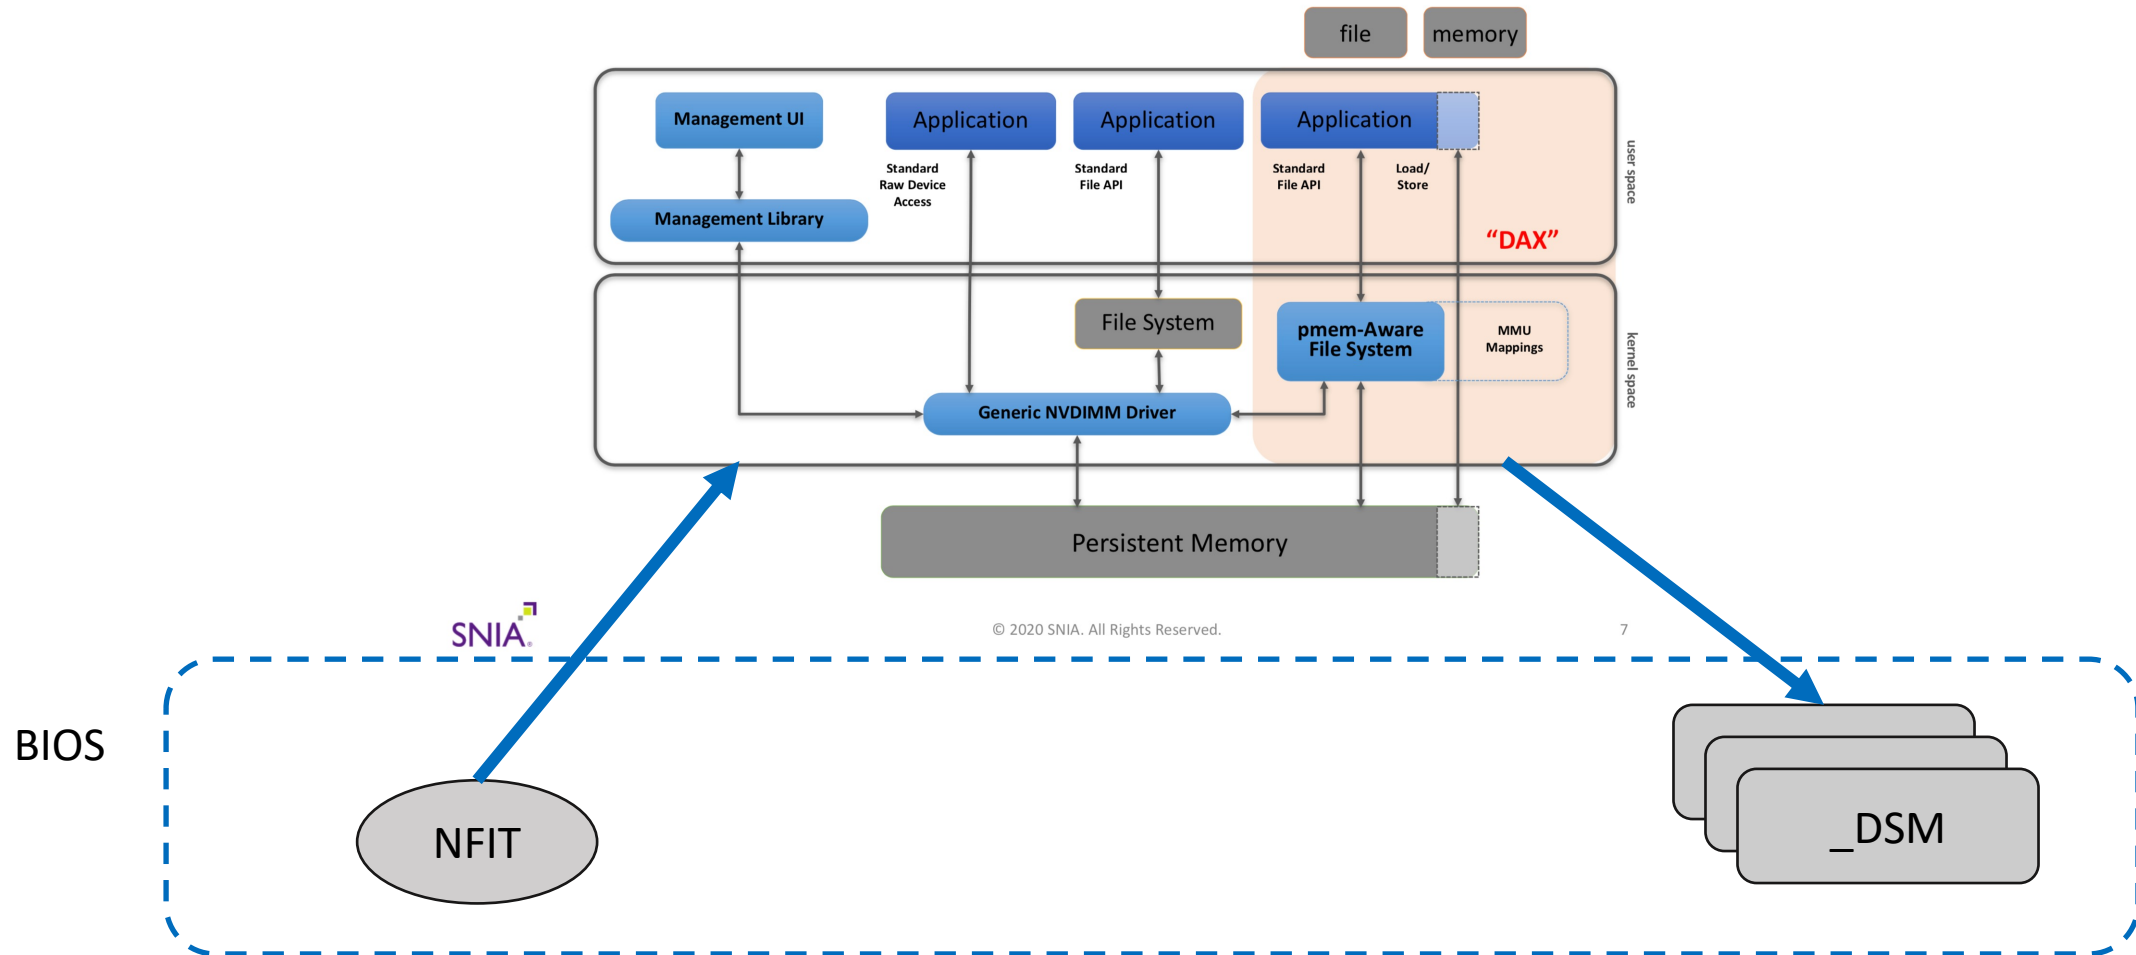 file
memory
Management UI
Application
Application
Application
Standard
Raw Device
Access
Standard
File API
Standard
File API
Load/
Store
user space
Management Library
“DAX”
File System
pmem-Aware
File System
MMU
Mappings
kernel space
Generic NVDIMM Driver
Persistent Memory
SNIA®
© 2020 SNIA. All Rights Reserved.
7
BIOS
NFIT
_DSM